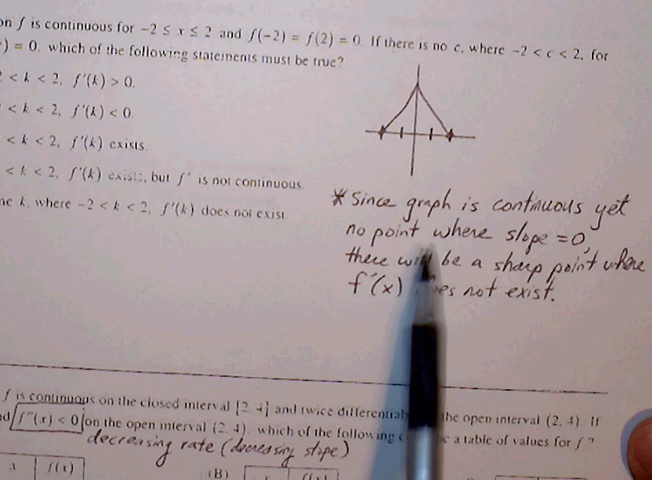 on f is continuous for −2 ≤ x ≤ 2 and f(−2) = f(2) = 0. If there is no c, where −2 < c < 2, for
) = 0, which of the following statements must be true?
< k < 2, f′(k) > 0.
< k < 2, f′(k) < 0.
< k < 2, f′(k) exists.
< k < 2, f′(k) exists, but f′ is not continuous.
me k, where −2 < k < 2, f′(k) does not exist.
* Since graph is continuous yet
no point where slope = 0,
there will be a sharp point where
f′(x) does not exist.
f is continuous on the closed interval [2, 4] and twice differentiab the open interval (2, 4). If
nd f″(x) < 0 on the open interval (2, 4), which of the following c e a table of values for f ?
decreasing rate (decreasing slope)
x f(x) (B) x f(x)